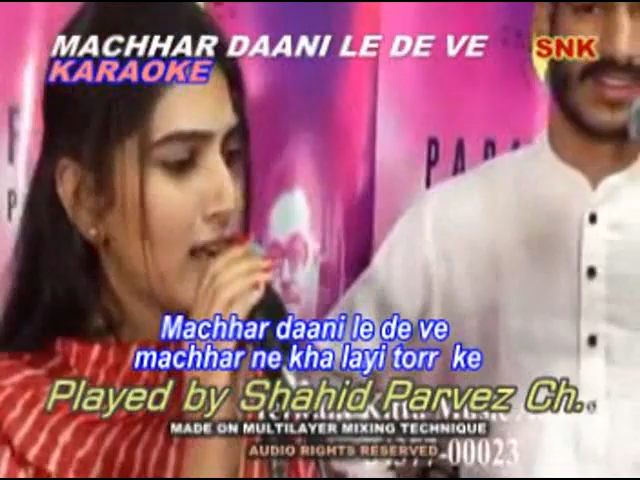 MACHHAR DAANI LE DE VE
SNK
KARAOKE
Machhar daani le de ve
machhar ne kha layi torr ke
Played by Shahid Parvez Ch.
MADE ON MULTILAYER MIXING TECHNIQUE
AUDIO RIGHTS RESERVED